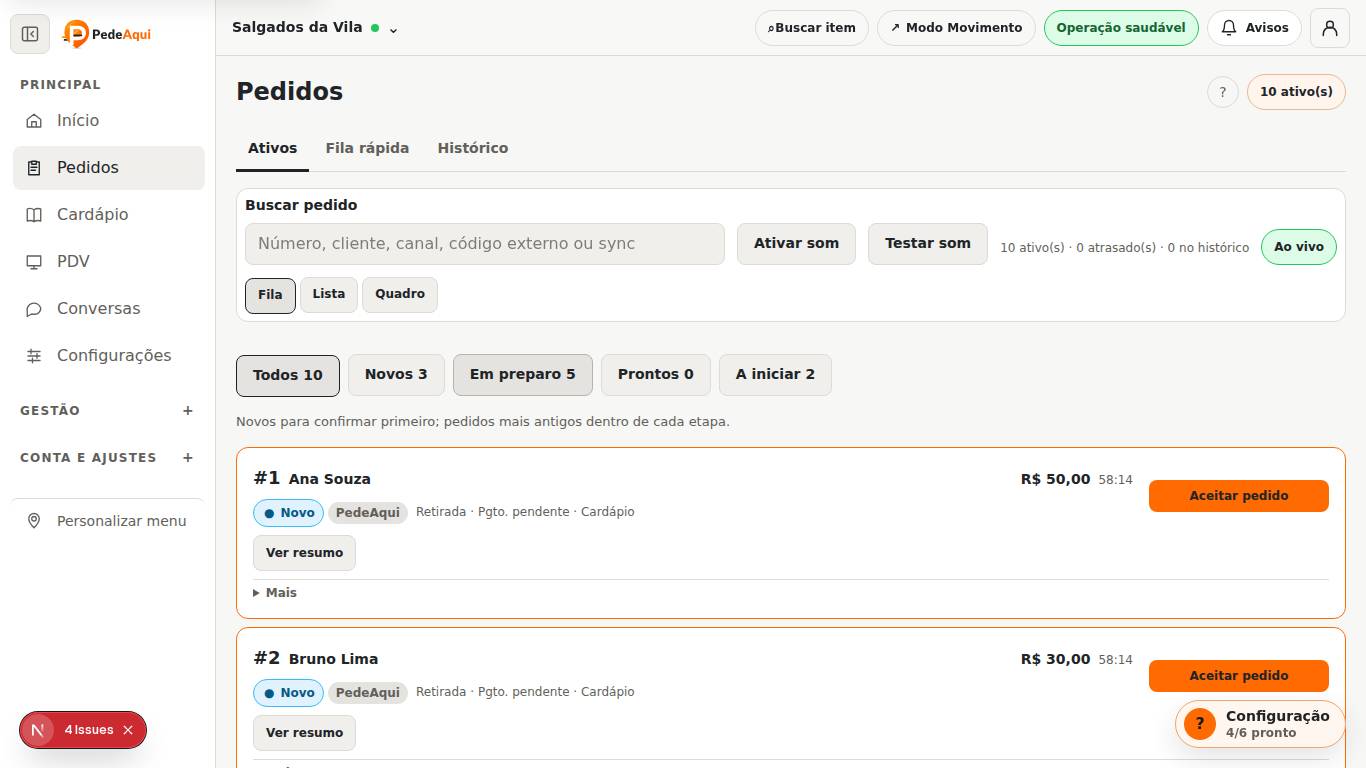 PedeAqui
PRINCIPAL
Início
Pedidos
Cardápio
PDV
Conversas
Configurações
GESTÃO +
CONTA E AJUSTES +
Personalizar menu
4 Issues
Salgados da Vila
Buscar item
↗ Modo Movimento
Operação saudável
Avisos
Pedidos
?
10 ativo(s)
Ativos Fila rápida Histórico
Buscar pedido
Número, cliente, canal, código externo ou sync
Ativar som
Testar som
10 ativo(s) · 0 atrasado(s) · 0 no histórico
Ao vivo
Fila Lista Quadro
Todos 10 Novos 3 Em preparo 5 Prontos 0 A iniciar 2
Novos para confirmar primeiro; pedidos mais antigos dentro de cada etapa.
#1 Ana Souza R$ 50,00 58:14
Aceitar pedido
● Novo PedeAqui Retirada · Pgto. pendente · Cardápio
Ver resumo
▶ Mais
#2 Bruno Lima R$ 30,00 58:14
Aceitar pedido
● Novo PedeAqui Retirada · Pgto. pendente · Cardápio
Ver resumo
? Configuração
4/6 pronto